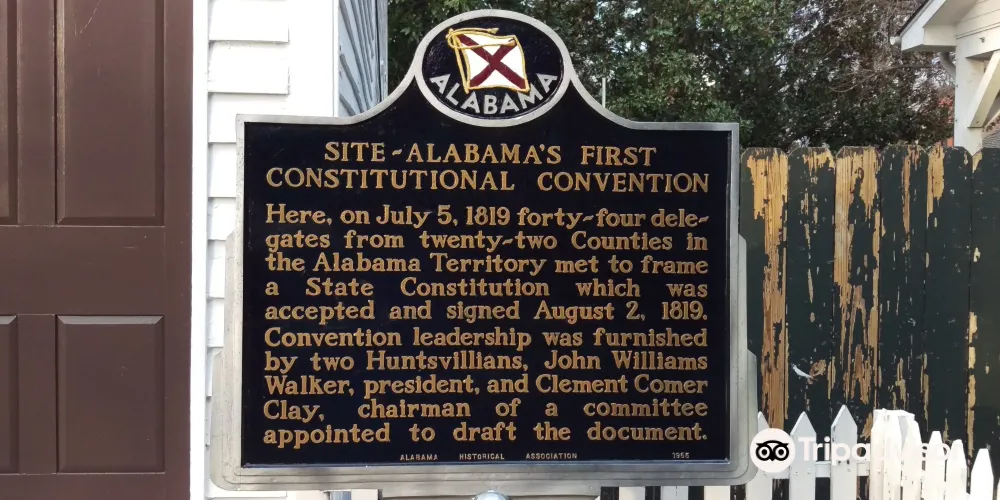 ALABAMA
SITE-ALABAMA'S FIRST
CONSTITUTIONAL CONVENTION
Here, on July 5, 1819 forty-four dele-
gates from twenty-two Counties in
the Alabama Territory met to frame
a State Constitution which was
accepted and signed August 2, 1819.
Convention leadership was furnished
by two Huntsvillians, John Williams
Walker, president, and Clement Comer
Clay, chairman of a committee
appointed to draft the document.
ALABAMA HISTORICAL ASSOCIATION 1955
TripAdvisor